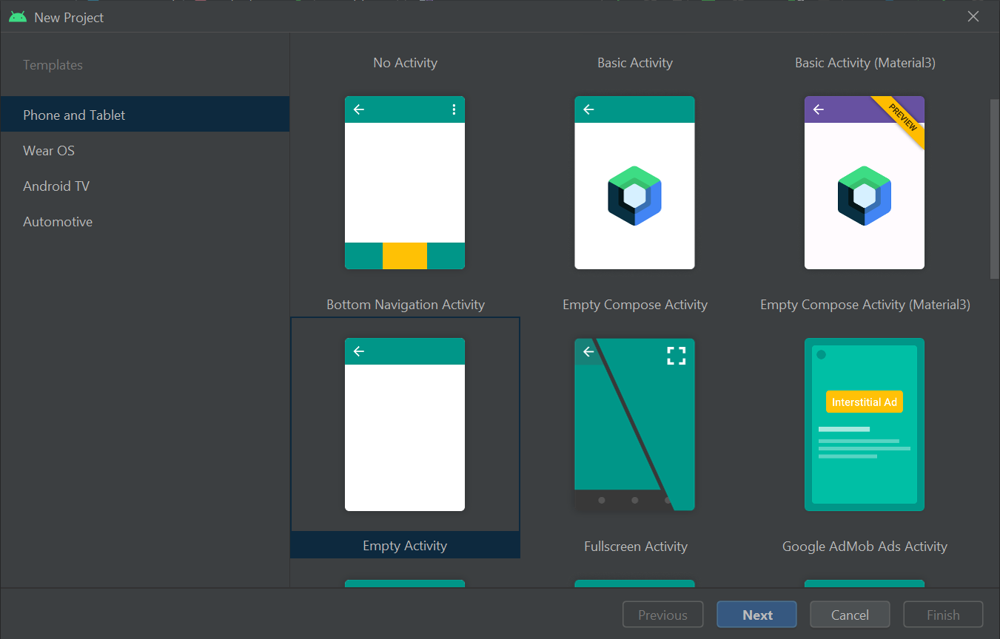 New Project
Templates
Phone and Tablet
Wear OS
Android TV
Automotive
No Activity
Basic Activity
Basic Activity (Material3)
PREVIEW
Bottom Navigation Activity
Empty Compose Activity
Empty Compose Activity (Material3)
Interstitial Ad
Empty Activity
Fullscreen Activity
Google AdMob Ads Activity
Previous
Next
Cancel
Finish